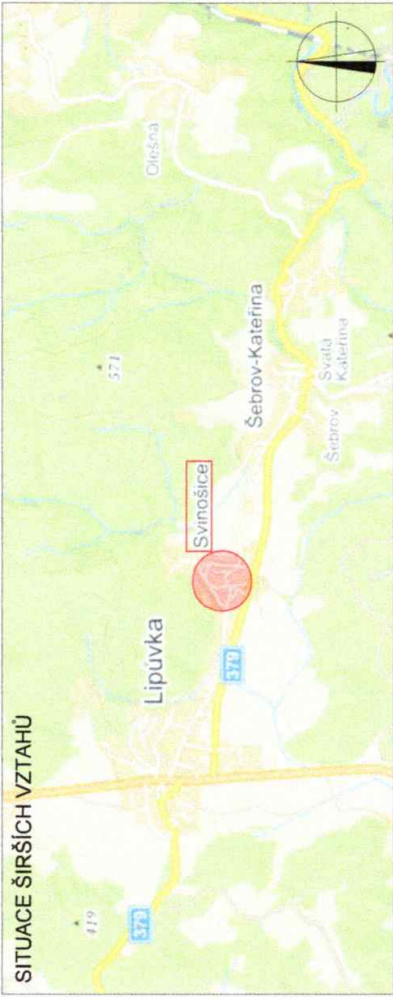 SITUACE ŠIRŠÍCH VZTAHŮ
419
379
Lipůvka
379
Svinošice
571
Šebrov-Kateřina
Šebrov
Svatá
Kateřina
Olešná